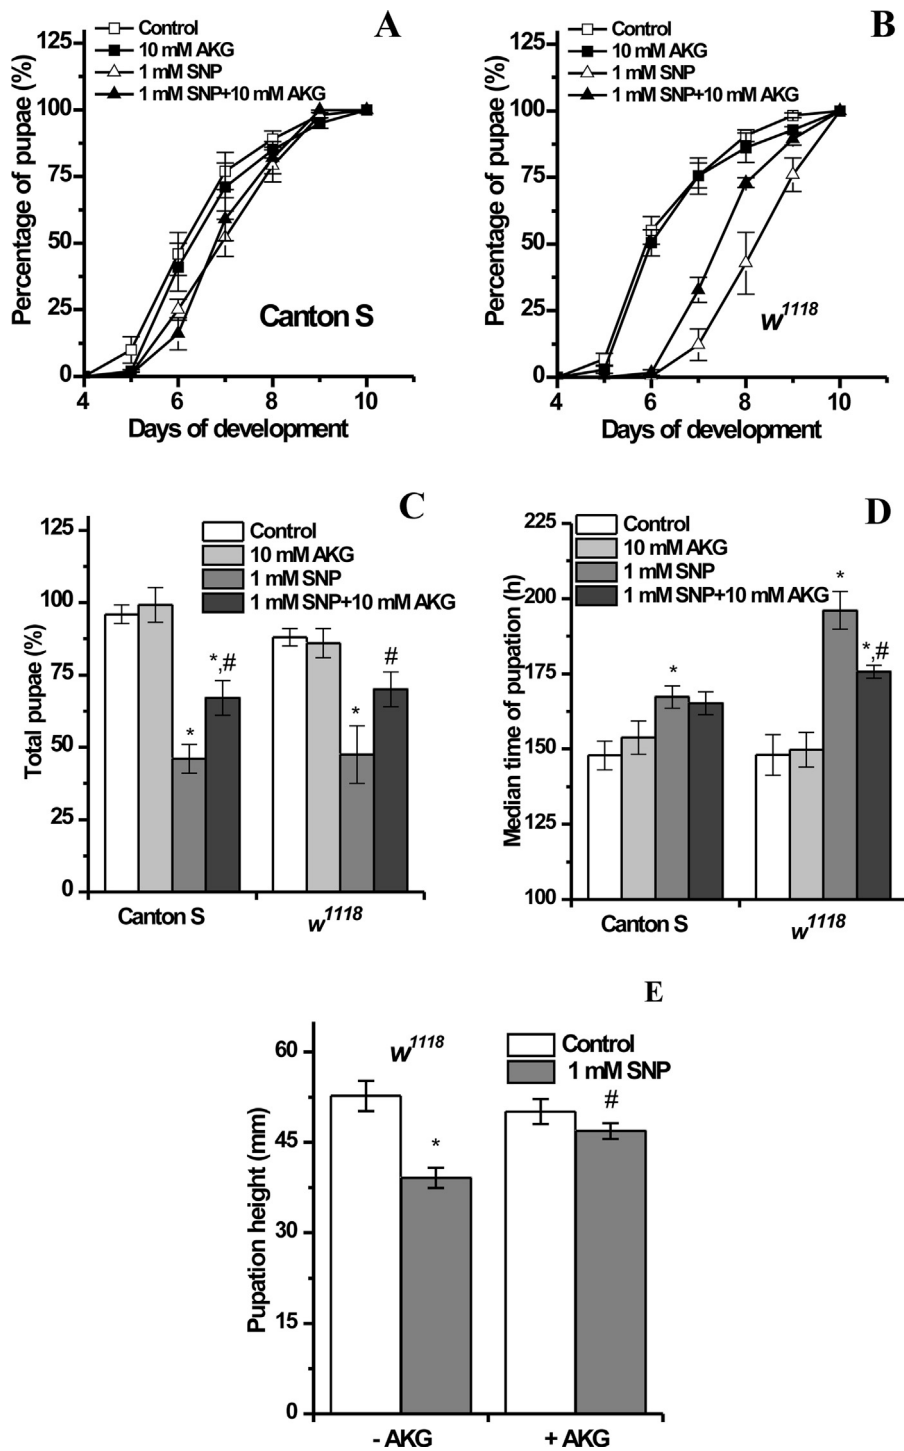 A
Control
10 mM AKG
1 mM SNP
1 mM SNP+10 mM AKG
Percentage of pupae (%)
125
100
75
50
25
0
Canton S
4 6 8 10
Days of development
B
Control
10 mM AKG
1 mM SNP
1 mM SNP+10 mM AKG
Percentage of pupae (%)
125
100
75
50
25
0
w1118
4 6 8 10
Days of development
C
Control
10 mM AKG
1 mM SNP
1 mM SNP+10 mM AKG
Total pupae (%)
125
100
75
50
25
0
*
*,#
*
#
Canton S w1118
D
Control
10 mM AKG
1 mM SNP
1 mM SNP+10 mM AKG
Median time of pupation (h)
225
200
175
150
125
100
*
*
*,#
Canton S w1118
E
w1118
Control
1 mM SNP
Pupation height (mm)
60
45
30
15
0
*
#
- AKG + AKG